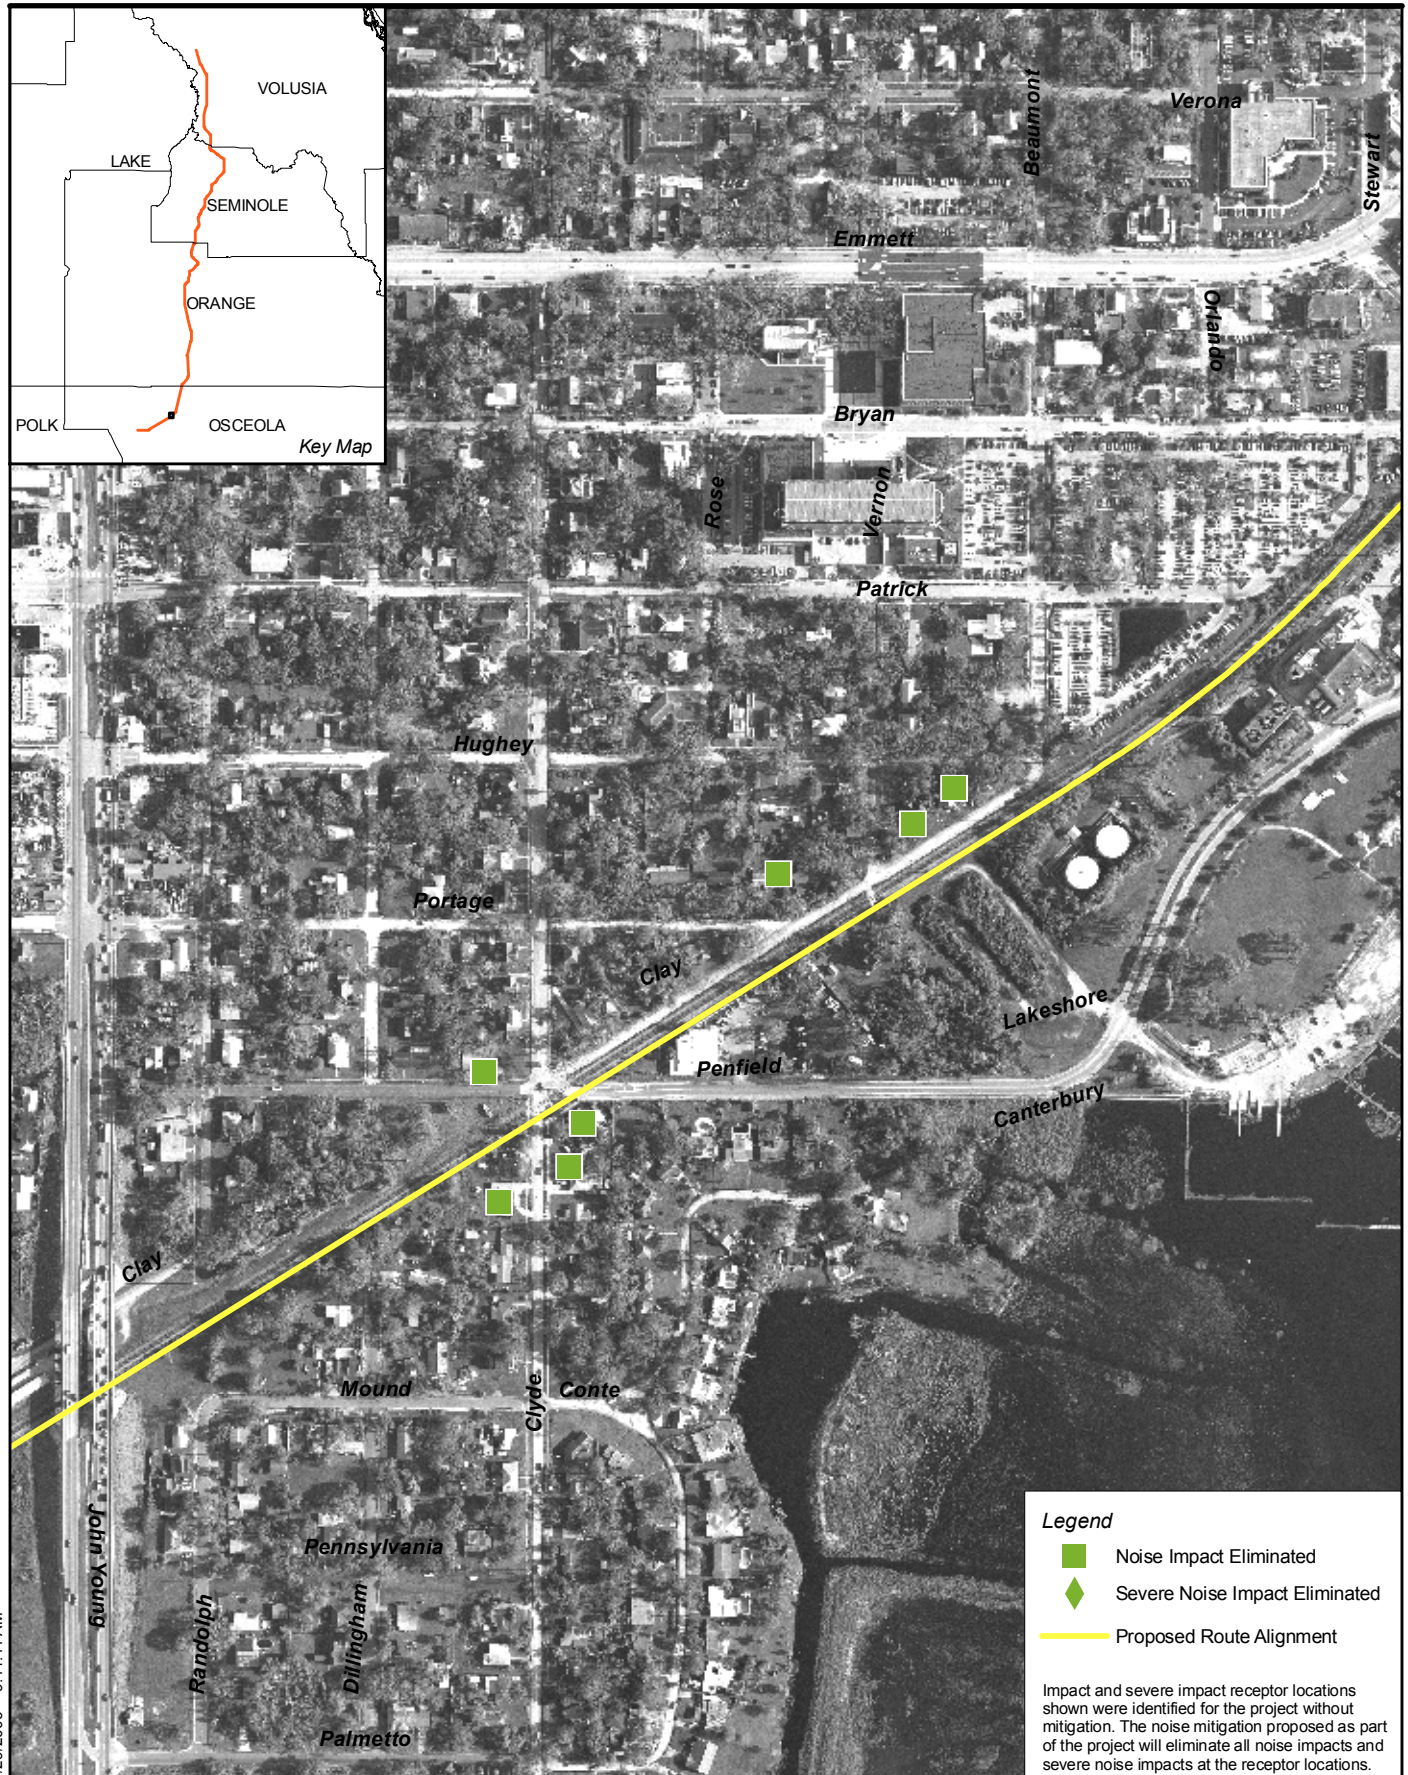 VOLUSIA
LAKE
SEMINOLE
ORANGE
POLK
OSCEOLA
Key Map
Verona
Beaumont
Stewart
Emmett
Orlando
Bryan
Rose
Vernon
Patrick
Hughey
Portage
Clay
Lakeshore
Penfield
Canterbury
Clay
Mound
Clyde
Conte
John Young
Pennsylvania
Randolph
Dillingham
Palmetto
Legend
Noise Impact Eliminated
Severe Noise Impact Eliminated
Proposed Route Alignment
Impact and severe impact receptor locations
shown were identified for the project without
mitigation. The noise mitigation proposed as part
of the project will eliminate all noise impacts and
severe noise impacts at the receptor locations.